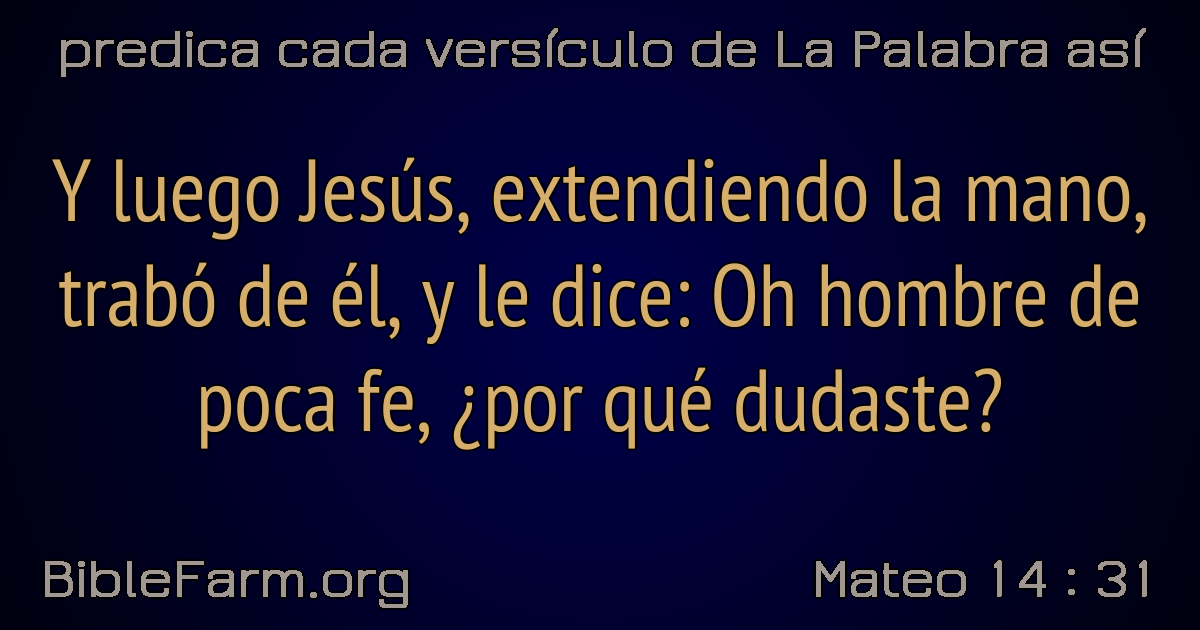 predica cada versículo de La Palabra así
Y luego Jesús, extendiendo la mano,
trabó de él, y le dice: Oh hombre de
poca fe, ¿por qué dudaste?
BibleFarm.org
Mateo 14 : 31